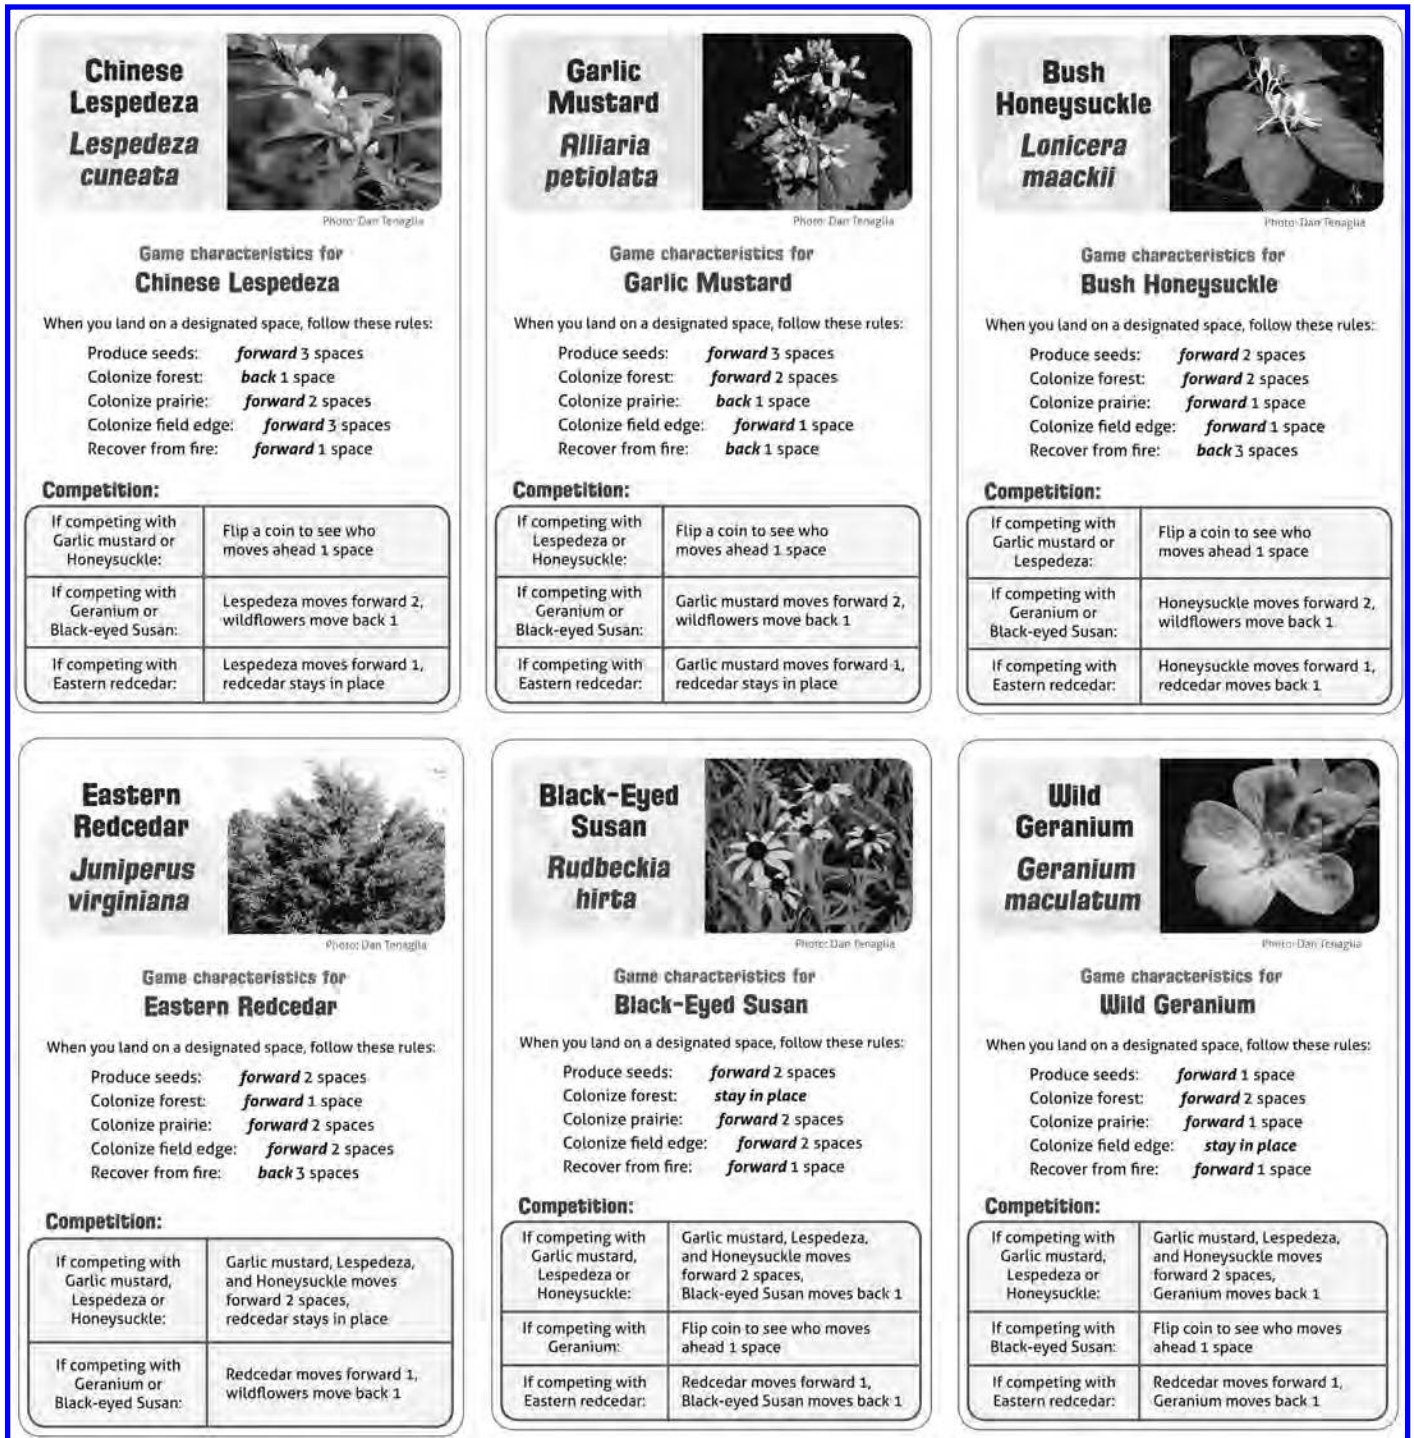 Chinese
Lespedeza
Lespedeza
cuneata
Photo: Dan Tenaglia
Game characteristics for
Chinese Lespedeza
When you land on a designated space, follow these rules:
Produce seeds: forward 3 spaces
Colonize forest: back 1 space
Colonize prairie: forward 2 spaces
Colonize field edge: forward 3 spaces
Recover from fire: forward 1 space
Competition:
If competing with
Garlic mustard or
Honeysuckle:
Flip a coin to see who
moves ahead 1 space
If competing with
Geranium or
Black-eyed Susan:
Lespedeza moves forward 2,
wildflowers move back 1
If competing with
Eastern redcedar:
Lespedeza moves forward 1,
redcedar stays in place
Garlic
Mustard
Alliaria
petiolata
Photo: Dan Tenaglia
Game characteristics for
Garlic Mustard
When you land on a designated space, follow these rules:
Produce seeds: forward 3 spaces
Colonize forest: forward 2 spaces
Colonize prairie: back 1 space
Colonize field edge: forward 1 space
Recover from fire: back 1 space
Competition:
If competing with
Lespedeza or
Honeysuckle:
Flip a coin to see who
moves ahead 1 space
If competing with
Geranium or
Black-eyed Susan:
Garlic mustard moves forward 2,
wildflowers move back 1
If competing with
Eastern redcedar:
Garlic mustard moves forward 1,
redcedar stays in place
Bush
Honeysuckle
Lonicera
maackii
Photo: Dan Tenaglia
Game characteristics for
Bush Honeysuckle
When you land on a designated space, follow these rules:
Produce seeds: forward 2 spaces
Colonize forest: forward 2 spaces
Colonize prairie: forward 1 space
Colonize field edge: forward 1 space
Recover from fire: back 3 spaces
Competition:
If competing with
Garlic mustard or
Lespedeza:
Flip a coin to see who
moves ahead 1 space
If competing with
Geranium or
Black-eyed Susan:
Honeysuckle moves forward 2,
wildflowers move back 1
If competing with
Eastern redcedar:
Honeysuckle moves forward 1,
redcedar moves back 1
Eastern
Redcedar
Juniperus
virginiana
Photo: Dan Tenaglia
Game characteristics for
Eastern Redcedar
When you land on a designated space, follow these rules:
Produce seeds: forward 2 spaces
Colonize forest: forward 1 space
Colonize prairie: forward 2 spaces
Colonize field edge: forward 2 spaces
Recover from fire: back 3 spaces
Competition:
If competing with
Garlic mustard,
Lespedeza or
Honeysuckle:
Garlic mustard, Lespedeza,
and Honeysuckle moves
forward 2 spaces,
redcedar stays in place
If competing with
Geranium or
Black-eyed Susan:
Redcedar moves forward 1,
wildflowers move back 1
Black-Eyed
Susan
Rudbeckia
hirta
Photo: Dan Tenaglia
Game characteristics for
Black-Eyed Susan
When you land on a designated space, follow these rules:
Produce seeds: forward 2 spaces
Colonize forest: stay in place
Colonize prairie: forward 2 spaces
Colonize field edge: forward 2 spaces
Recover from fire: forward 1 space
Competition:
If competing with
Garlic mustard,
Lespedeza or
Honeysuckle:
Garlic mustard, Lespedeza,
and Honeysuckle moves
forward 2 spaces,
Black-eyed Susan moves back 1
If competing with
Geranium:
Flip coin to see who moves
ahead 1 space
If competing with
Eastern redcedar:
Redcedar moves forward 1,
Black-eyed Susan moves back 1
Wild
Geranium
Geranium
maculatum
Photo: Dan Tenaglia
Game characteristics for
Wild Geranium
When you land on a designated space, follow these rules:
Produce seeds: forward 1 space
Colonize forest: forward 2 spaces
Colonize prairie: forward 1 space
Colonize field edge: stay in place
Recover from fire: forward 1 space
Competition:
If competing with
Garlic mustard,
Lespedeza or
Honeysuckle:
Garlic mustard, Lespedeza,
and Honeysuckle moves
forward 2 spaces,
Geranium moves back 1
If competing with
Black-eyed Susan:
Flip coin to see who moves
ahead 1 space
If competing with
Eastern redcedar:
Redcedar moves forward 1,
Geranium moves back 1